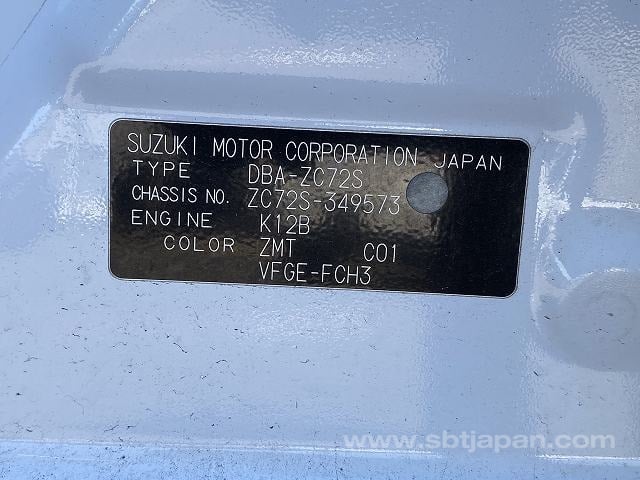 SUZUKI MOTOR CORPORATION JAPAN
TYPE DBA-ZC72S
CHASSIS NO. ZC72S-349573
ENGINE K12B
COLOR ZMT C01
VFGE-FCH3
www.sbtjapan.com